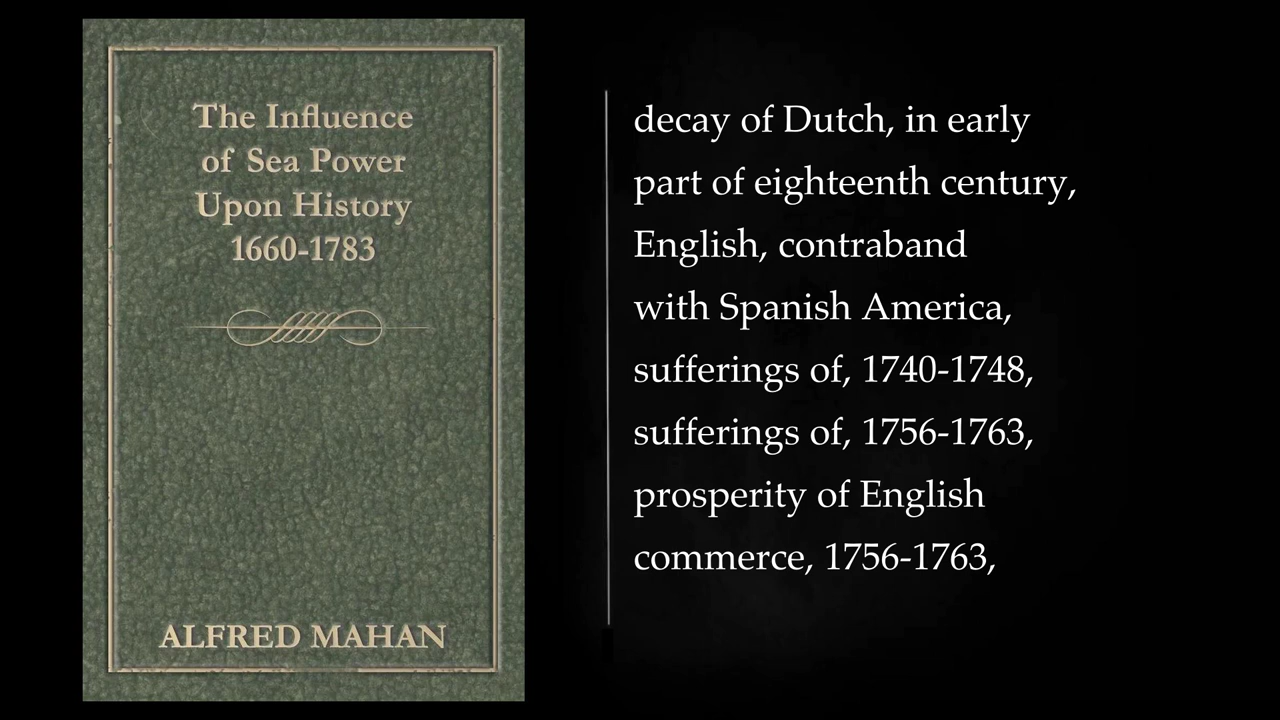 The Influence
of Sea Power
Upon History
1660-1783
ALFRED MAHAN
decay of Dutch, in early
part of eighteenth century,
English, contraband
with Spanish America,
sufferings of, 1740-1748,
sufferings of, 1756-1763,
prosperity of English
commerce, 1756-1763,